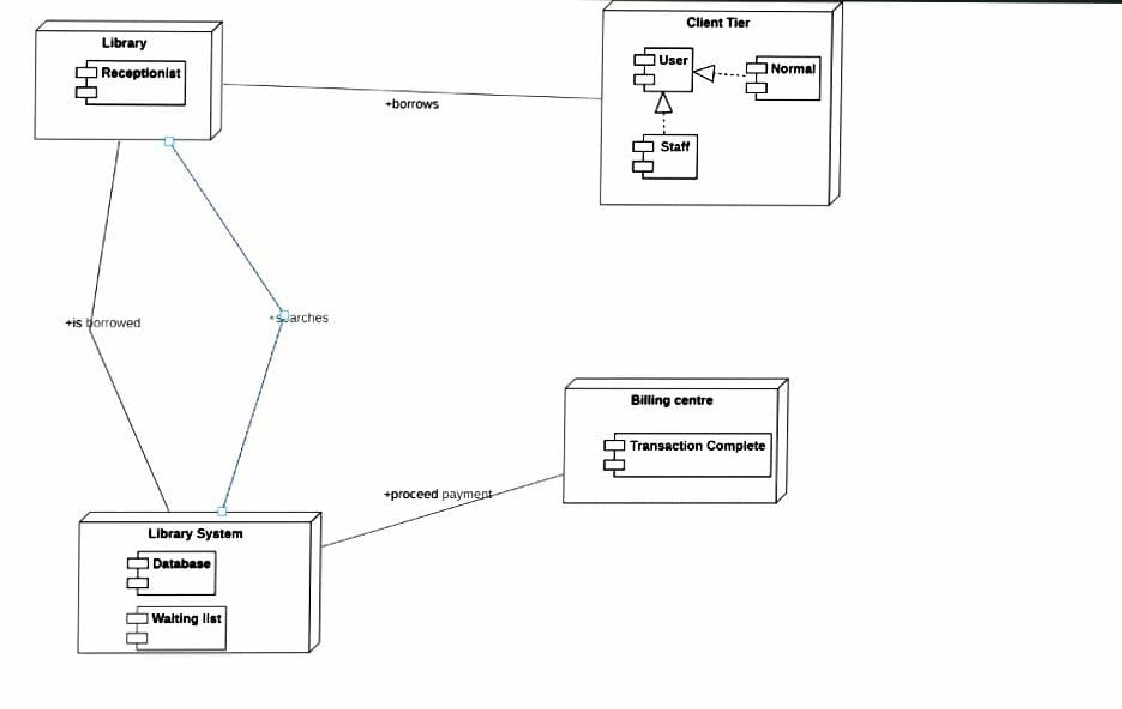 Library
Receptionist
Client Tier
User
Normal
Staff
+borrows
+is borrowed
+searches
Billing centre
Transaction Complete
+proceed payment
Library System
Database
Waiting list